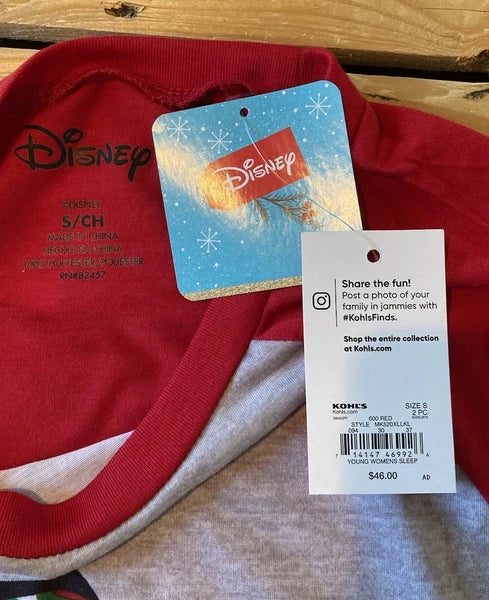 Disney
©DISNEY
S/CH
MADE IN CHINA
HECHO EN CHINA
100% POLYESTER/POLIESTER
RN#82457
Disney
Share the fun!
Post a photo of your
family in jammies with
#KohlsFinds.
Shop the entire collection
at Kohls.com
KOHL'S
Kohls.com
SIZE S
2 PC
600 RED
STYLE MK520XLLKL
094 30 37
7 14147 46992 6
YOUNG WOMENS SLEEP
$46.00
AD